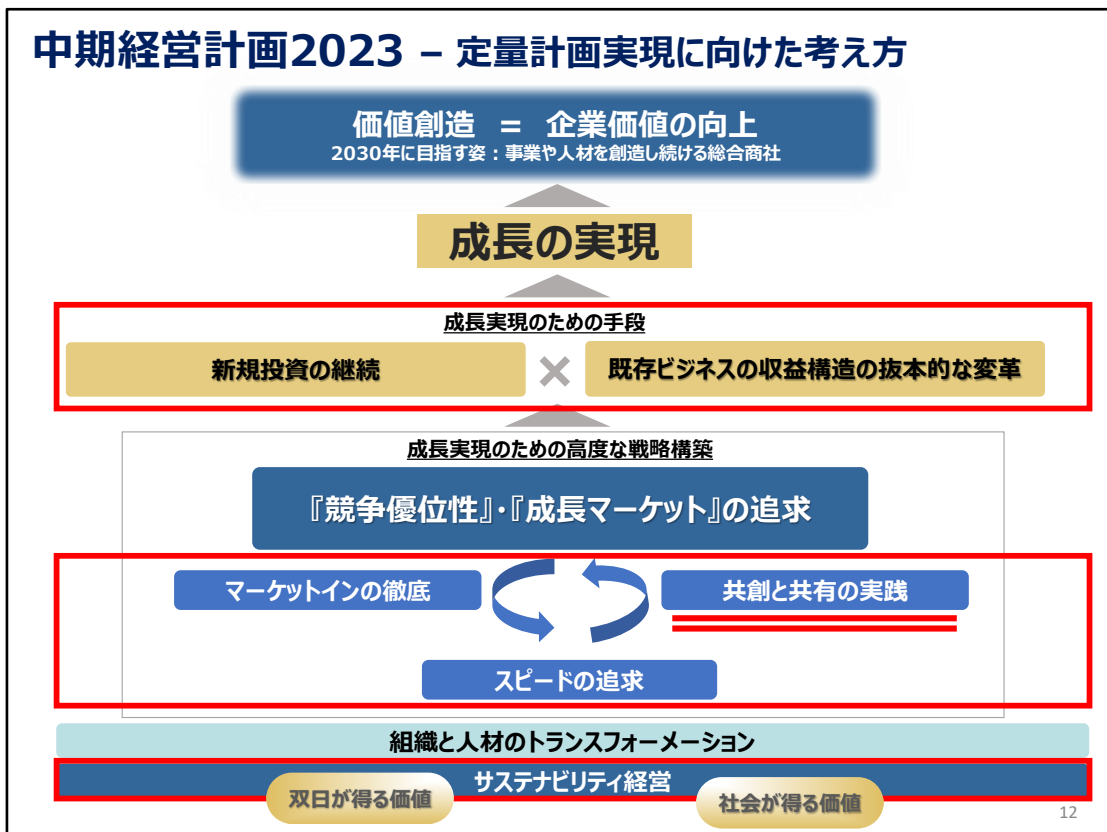 中期経営計画2023 – 定量計画実現に向けた考え方
価値創造 = 企業価値の向上
2030年に目指す姿：事業や人材を創造し続ける総合商社
成長の実現
成長実現のための手段
新規投資の継続 × 既存ビジネスの収益構造の抜本的な変革
成長実現のための高度な戦略構築
『競争優位性』・『成長マーケット』の追求
マーケットインの徹底 共創と共有の実践
スピードの追求
組織と人材のトランスフォーメーション
サステナビリティ経営
双日が得る価値 社会が得る価値
12